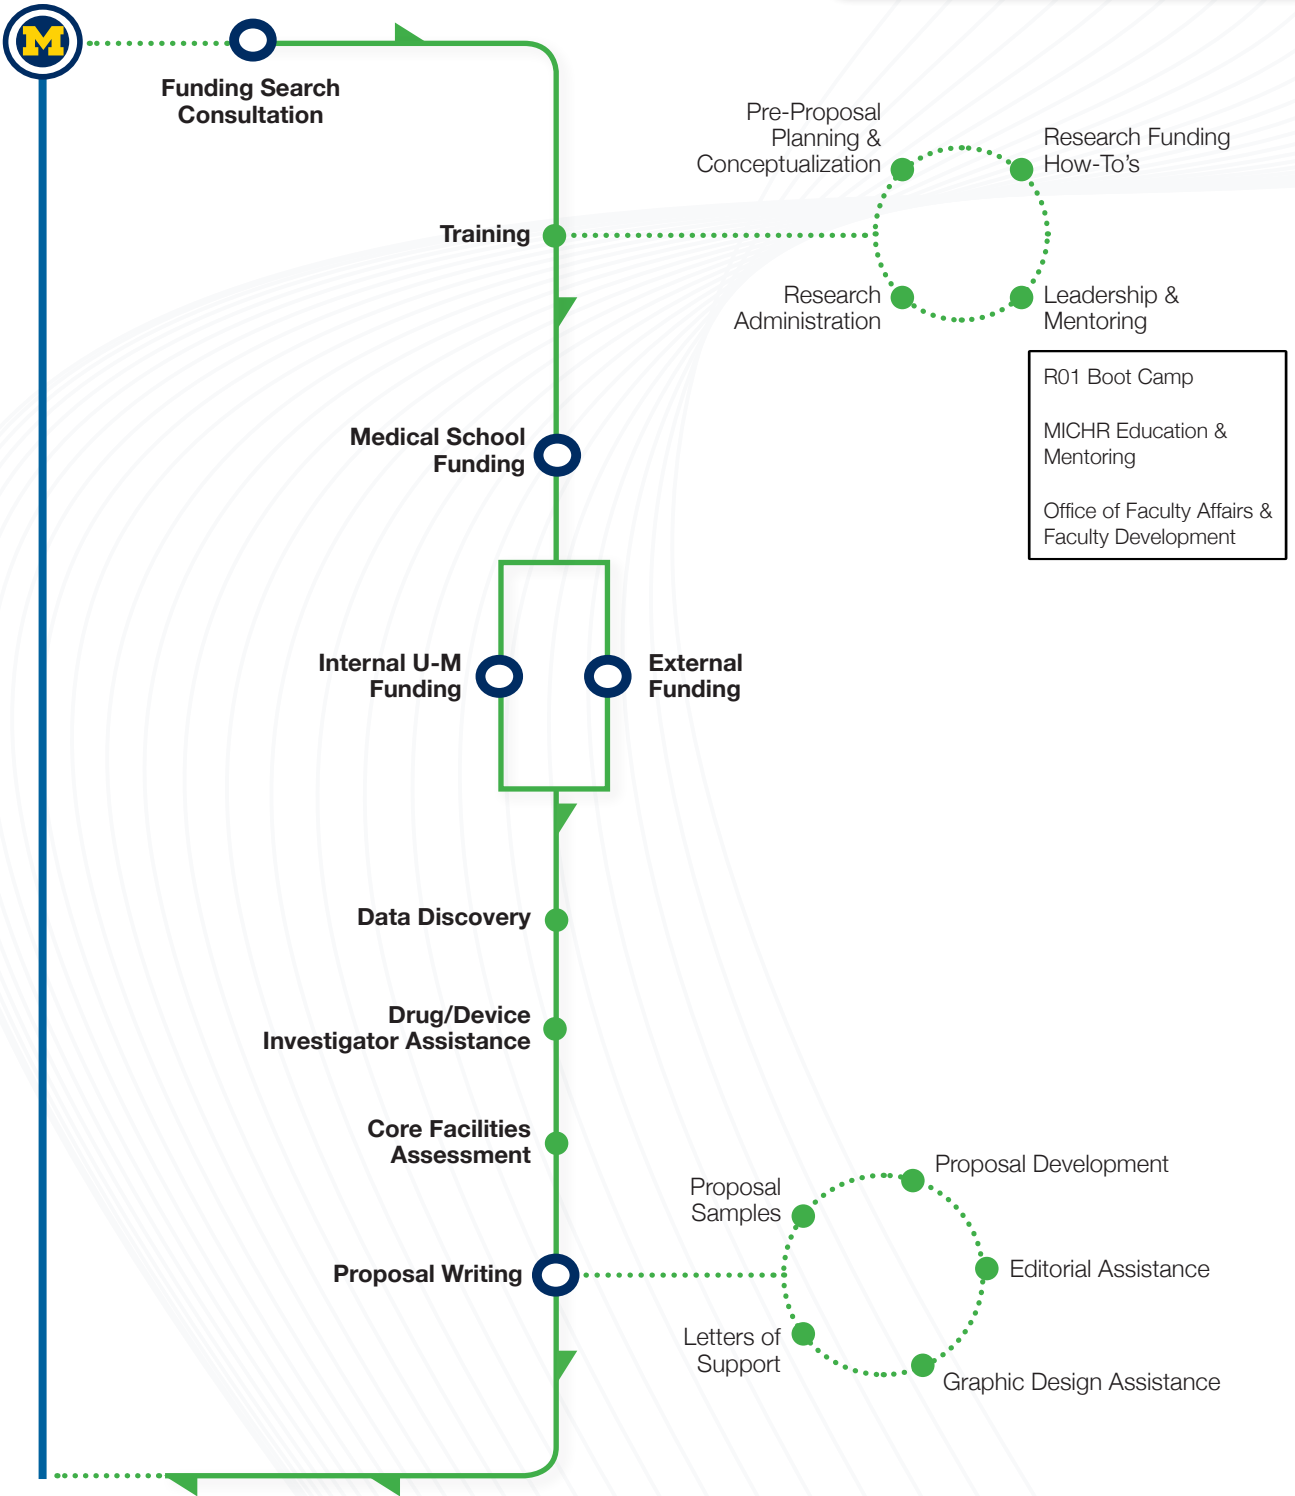 M
Funding Search
Consultation
Pre-Proposal
Planning &
Conceptualization
Research Funding
How-To's
Training
Research
Administration
Leadership &
Mentoring
R01 Boot Camp
MICHR Education &
Mentoring
Office of Faculty Affairs &
Faculty Development
Medical School
Funding
Internal U-M
Funding
External
Funding
Data Discovery
Drug/Device
Investigator Assistance
Core Facilities
Assessment
Proposal Writing
Proposal
Samples
Proposal Development
Editorial Assistance
Letters of
Support
Graphic Design Assistance